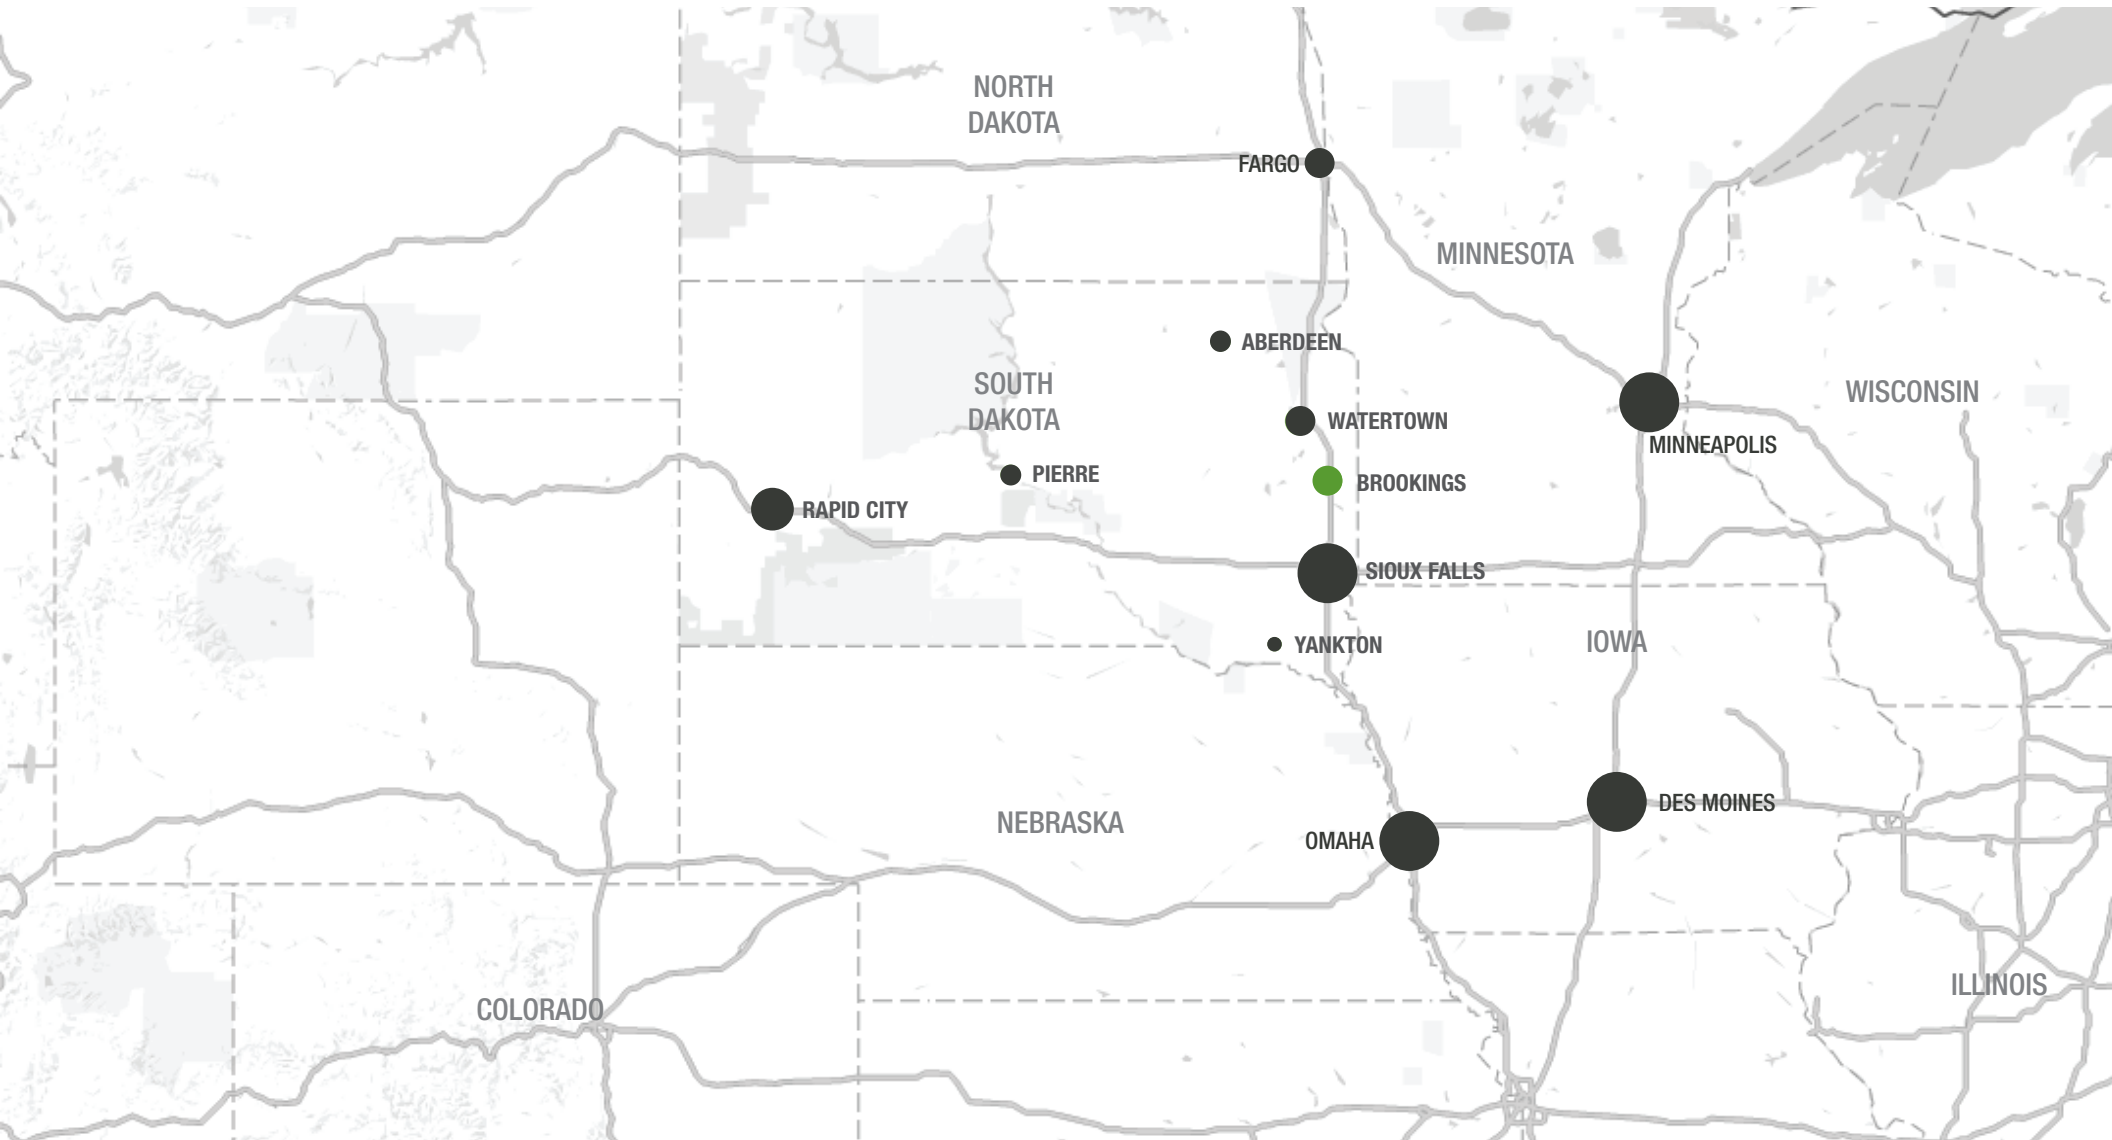 NORTH
DAKOTA
FARGO
MINNESOTA
ABERDEEN
SOUTH
DAKOTA
WISCONSIN
WATERTOWN
MINNEAPOLIS
PIERRE
BROOKINGS
RAPID CITY
SIOUX FALLS
YANKTON
IOWA
DES MOINES
NEBRASKA
OMAHA
ILLINOIS
COLORADO